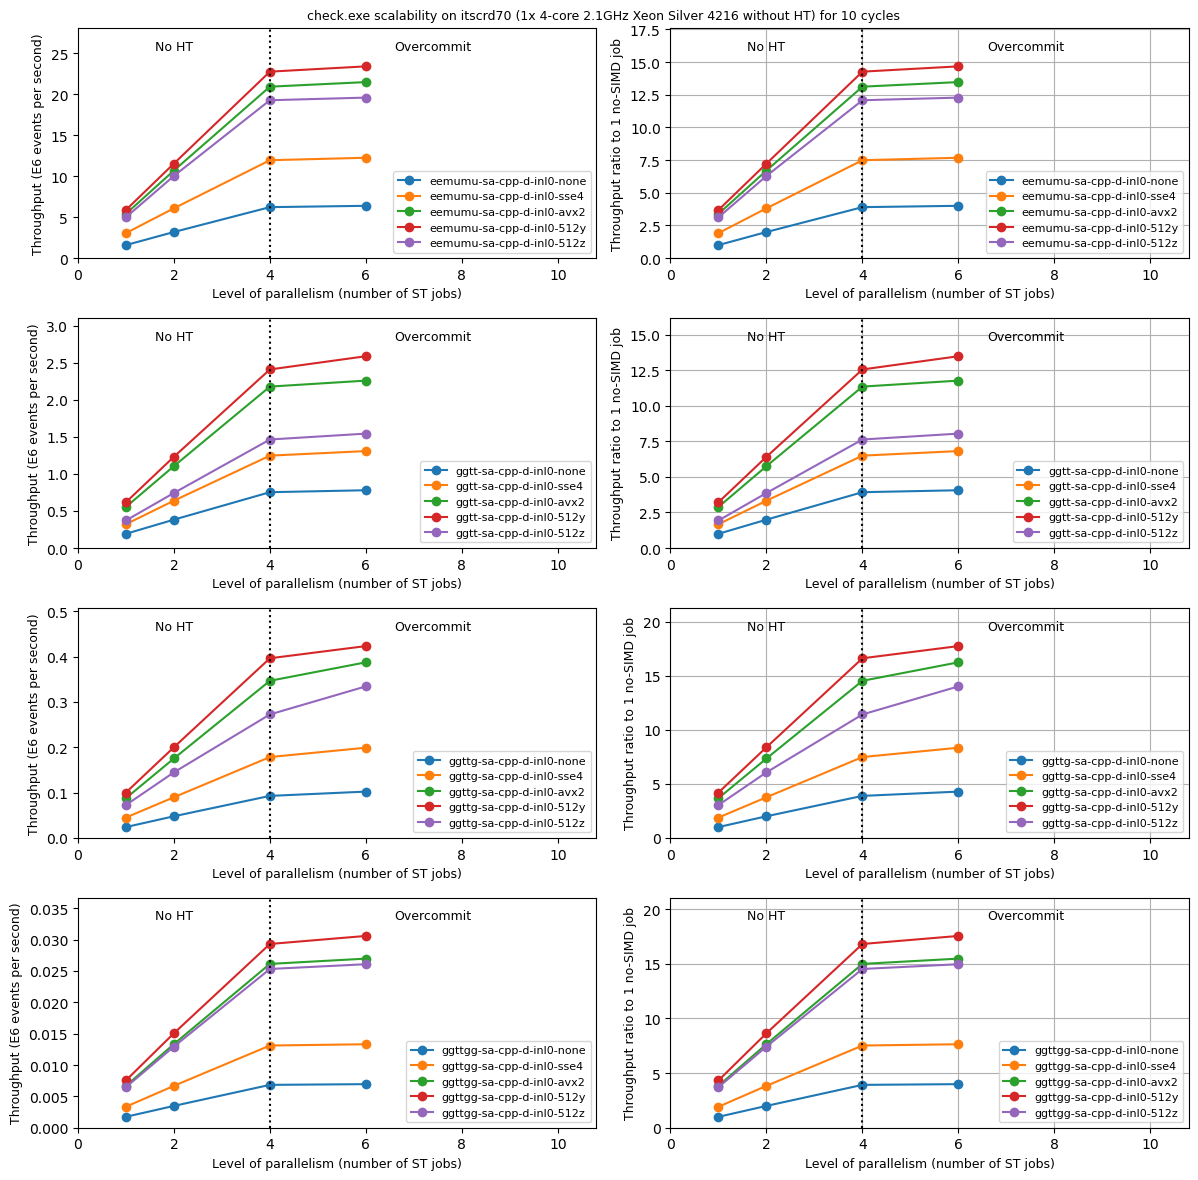 check.exe scalability on itscrd70 (1x 4-core 2.1GHz Xeon Silver 4216 without HT) for 10 cycles
Throughput (E6 events per second)
25
20
15
10
5
0
No HT
Overcommit
eemumu-sa-cpp-d-inl0-none
eemumu-sa-cpp-d-inl0-sse4
eemumu-sa-cpp-d-inl0-avx2
eemumu-sa-cpp-d-inl0-512y
eemumu-sa-cpp-d-inl0-512z
0 2 4 6 8 10
Level of parallelism (number of ST jobs)
Throughput ratio to 1 no-SIMD job
17.5
15.0
12.5
10.0
7.5
5.0
2.5
0.0
No HT
Overcommit
eemumu-sa-cpp-d-inl0-none
eemumu-sa-cpp-d-inl0-sse4
eemumu-sa-cpp-d-inl0-avx2
eemumu-sa-cpp-d-inl0-512y
eemumu-sa-cpp-d-inl0-512z
0 2 4 6 8 10
Level of parallelism (number of ST jobs)
Throughput (E6 events per second)
3.0
2.5
2.0
1.5
1.0
0.5
0.0
No HT
Overcommit
ggtt-sa-cpp-d-inl0-none
ggtt-sa-cpp-d-inl0-sse4
ggtt-sa-cpp-d-inl0-avx2
ggtt-sa-cpp-d-inl0-512y
ggtt-sa-cpp-d-inl0-512z
0 2 4 6 8 10
Level of parallelism (number of ST jobs)
Throughput ratio to 1 no-SIMD job
15.0
12.5
10.0
7.5
5.0
2.5
0.0
No HT
Overcommit
ggtt-sa-cpp-d-inl0-none
ggtt-sa-cpp-d-inl0-sse4
ggtt-sa-cpp-d-inl0-avx2
ggtt-sa-cpp-d-inl0-512y
ggtt-sa-cpp-d-inl0-512z
0 2 4 6 8 10
Level of parallelism (number of ST jobs)
Throughput (E6 events per second)
0.5
0.4
0.3
0.2
0.1
0.0
No HT
Overcommit
ggttg-sa-cpp-d-inl0-none
ggttg-sa-cpp-d-inl0-sse4
ggttg-sa-cpp-d-inl0-avx2
ggttg-sa-cpp-d-inl0-512y
ggttg-sa-cpp-d-inl0-512z
0 2 4 6 8 10
Level of parallelism (number of ST jobs)
Throughput ratio to 1 no-SIMD job
20
15
10
5
0
No HT
Overcommit
ggttg-sa-cpp-d-inl0-none
ggttg-sa-cpp-d-inl0-sse4
ggttg-sa-cpp-d-inl0-avx2
ggttg-sa-cpp-d-inl0-512y
ggttg-sa-cpp-d-inl0-512z
0 2 4 6 8 10
Level of parallelism (number of ST jobs)
Throughput (E6 events per second)
0.035
0.030
0.025
0.020
0.015
0.010
0.005
0.000
No HT
Overcommit
ggttgg-sa-cpp-d-inl0-none
ggttgg-sa-cpp-d-inl0-sse4
ggttgg-sa-cpp-d-inl0-avx2
ggttgg-sa-cpp-d-inl0-512y
ggttgg-sa-cpp-d-inl0-512z
0 2 4 6 8 10
Level of parallelism (number of ST jobs)
Throughput ratio to 1 no-SIMD job
20
15
10
5
0
No HT
Overcommit
ggttgg-sa-cpp-d-inl0-none
ggttgg-sa-cpp-d-inl0-sse4
ggttgg-sa-cpp-d-inl0-avx2
ggttgg-sa-cpp-d-inl0-512y
ggttgg-sa-cpp-d-inl0-512z
0 2 4 6 8 10
Level of parallelism (number of ST jobs)